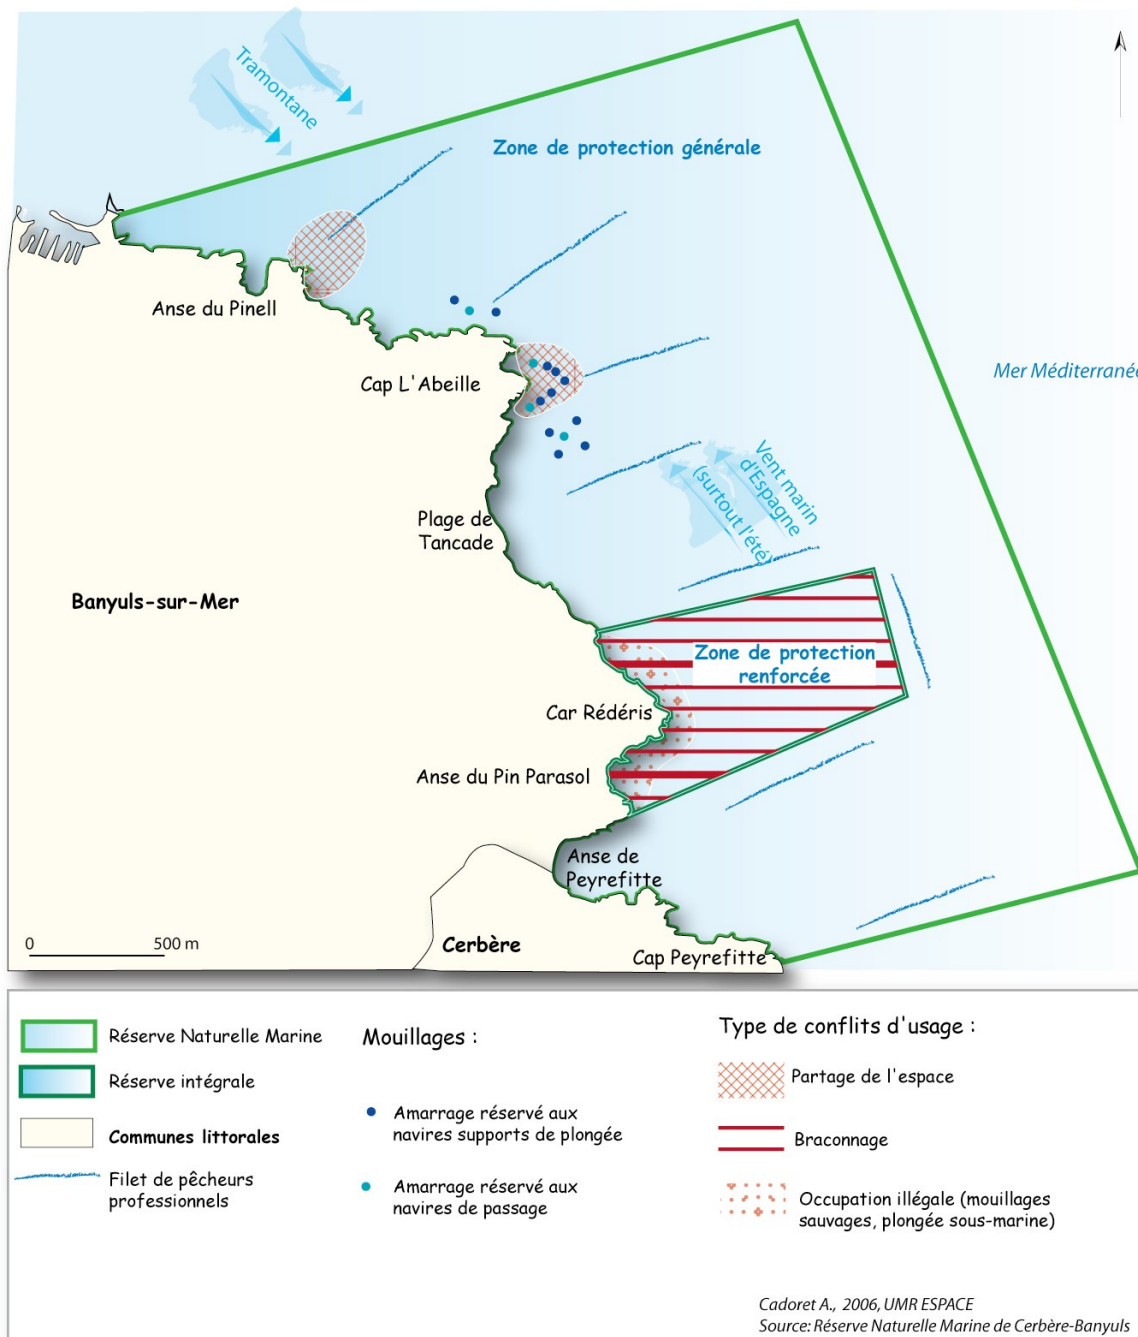 Tramontane
Zone de protection générale
Anse du Pinell
Cap L'Abeille
Mer Méditerranée
Vent marin
d'Espagne
(surtout l'été)
Plage de
Tancade
Banyuls-sur-Mer
Zone de protection
renforcée
Car Rédéris
Anse du Pin Parasol
Anse de
Peyrefitte
0 500 m
Cerbère
Cap Peyrefitte
Réserve Naturelle Marine
Réserve intégrale
Communes littorales
Filet de pêcheurs
professionnels
Mouillages :
Amarrage réservé aux
navires supports de plongée
Amarrage réservé aux
navires de passage
Type de conflits d'usage :
Partage de l'espace
Braconnage
Occupation illégale (mouillages
sauvages, plongée sous-marine)
Cadoret A., 2006, UMR ESPACE
Source: Réserve Naturelle Marine de Cerbère-Banyuls